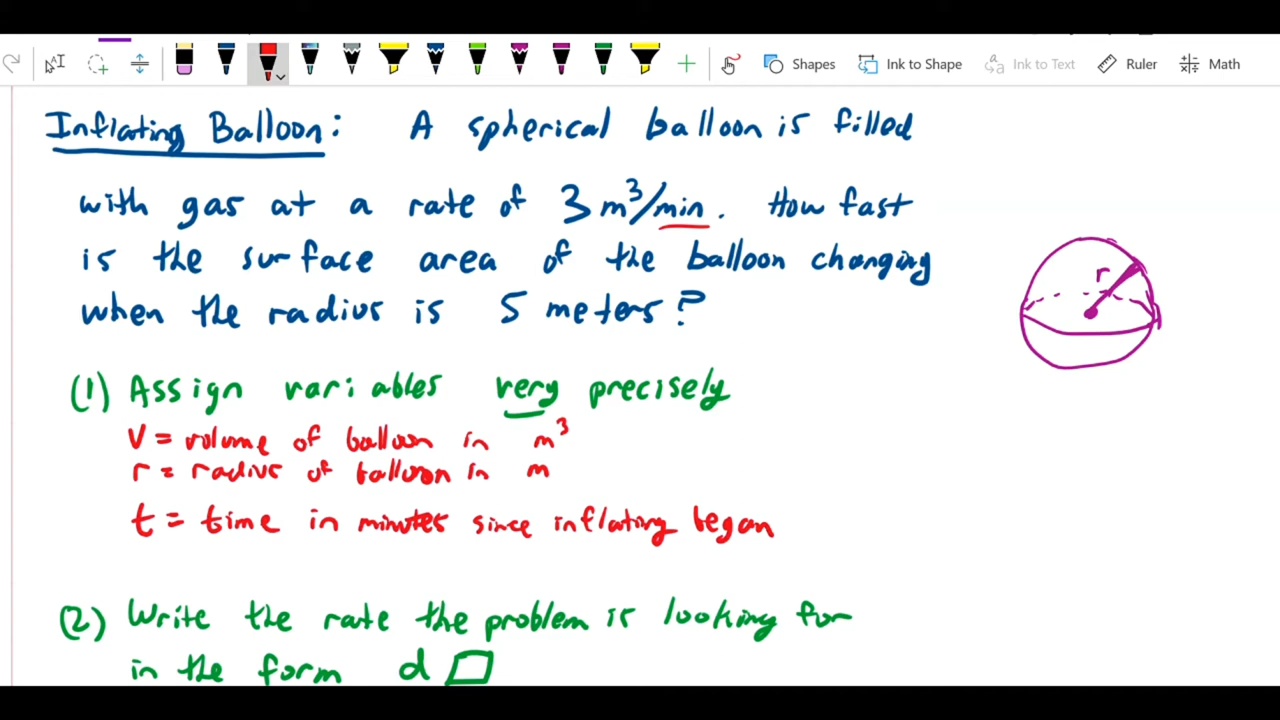 Shapes Ink to Shape Ink to Text Ruler Math
Inflating Balloon: A spherical balloon is filled
with gas at a rate of 3 m³/min. How fast
is the surface area of the balloon changing
when the radius is 5 meters?
r
(1) Assign variables very precisely
V = volume of balloon in m³
r = radius of balloon in m
t = time in minutes since inflating began
(2) Write the rate the problem is looking for
in the form d □